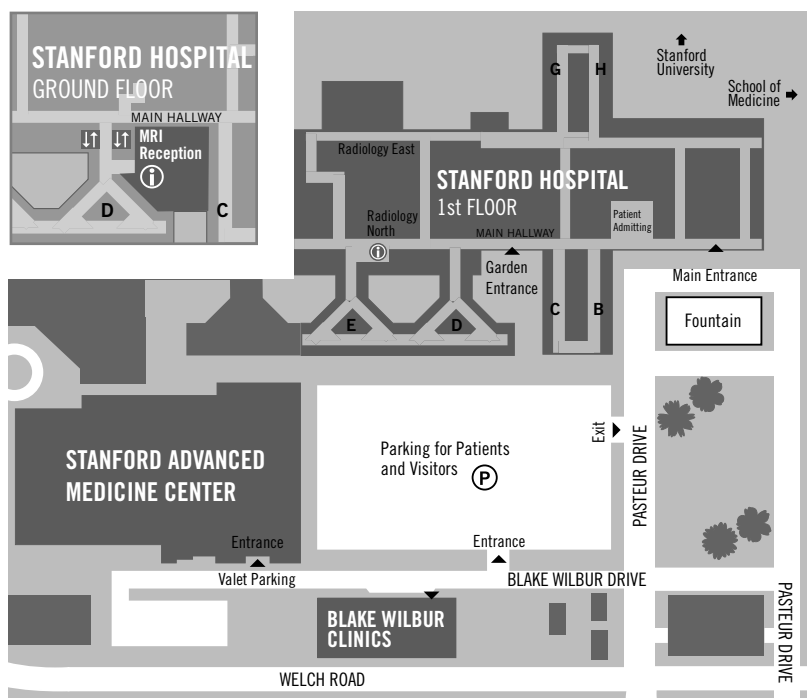 STANFORD HOSPITAL
GROUND FLOOR
MAIN HALLWAY
MRI
Reception
i
D
C
Stanford
University
School of
Medicine
G
H
Radiology East
STANFORD HOSPITAL
1st FLOOR
Radiology
North
i
MAIN HALLWAY
Patient
Admitting
Garden
Entrance
Main Entrance
E
D
C
B
Fountain
STANFORD ADVANCED
MEDICINE CENTER
Parking for Patients
and Visitors
P
Exit
PASTEUR DRIVE
Entrance
Valet Parking
Entrance
BLAKE WILBUR DRIVE
BLAKE WILBUR
CLINICS
PASTEUR DRIVE
WELCH ROAD